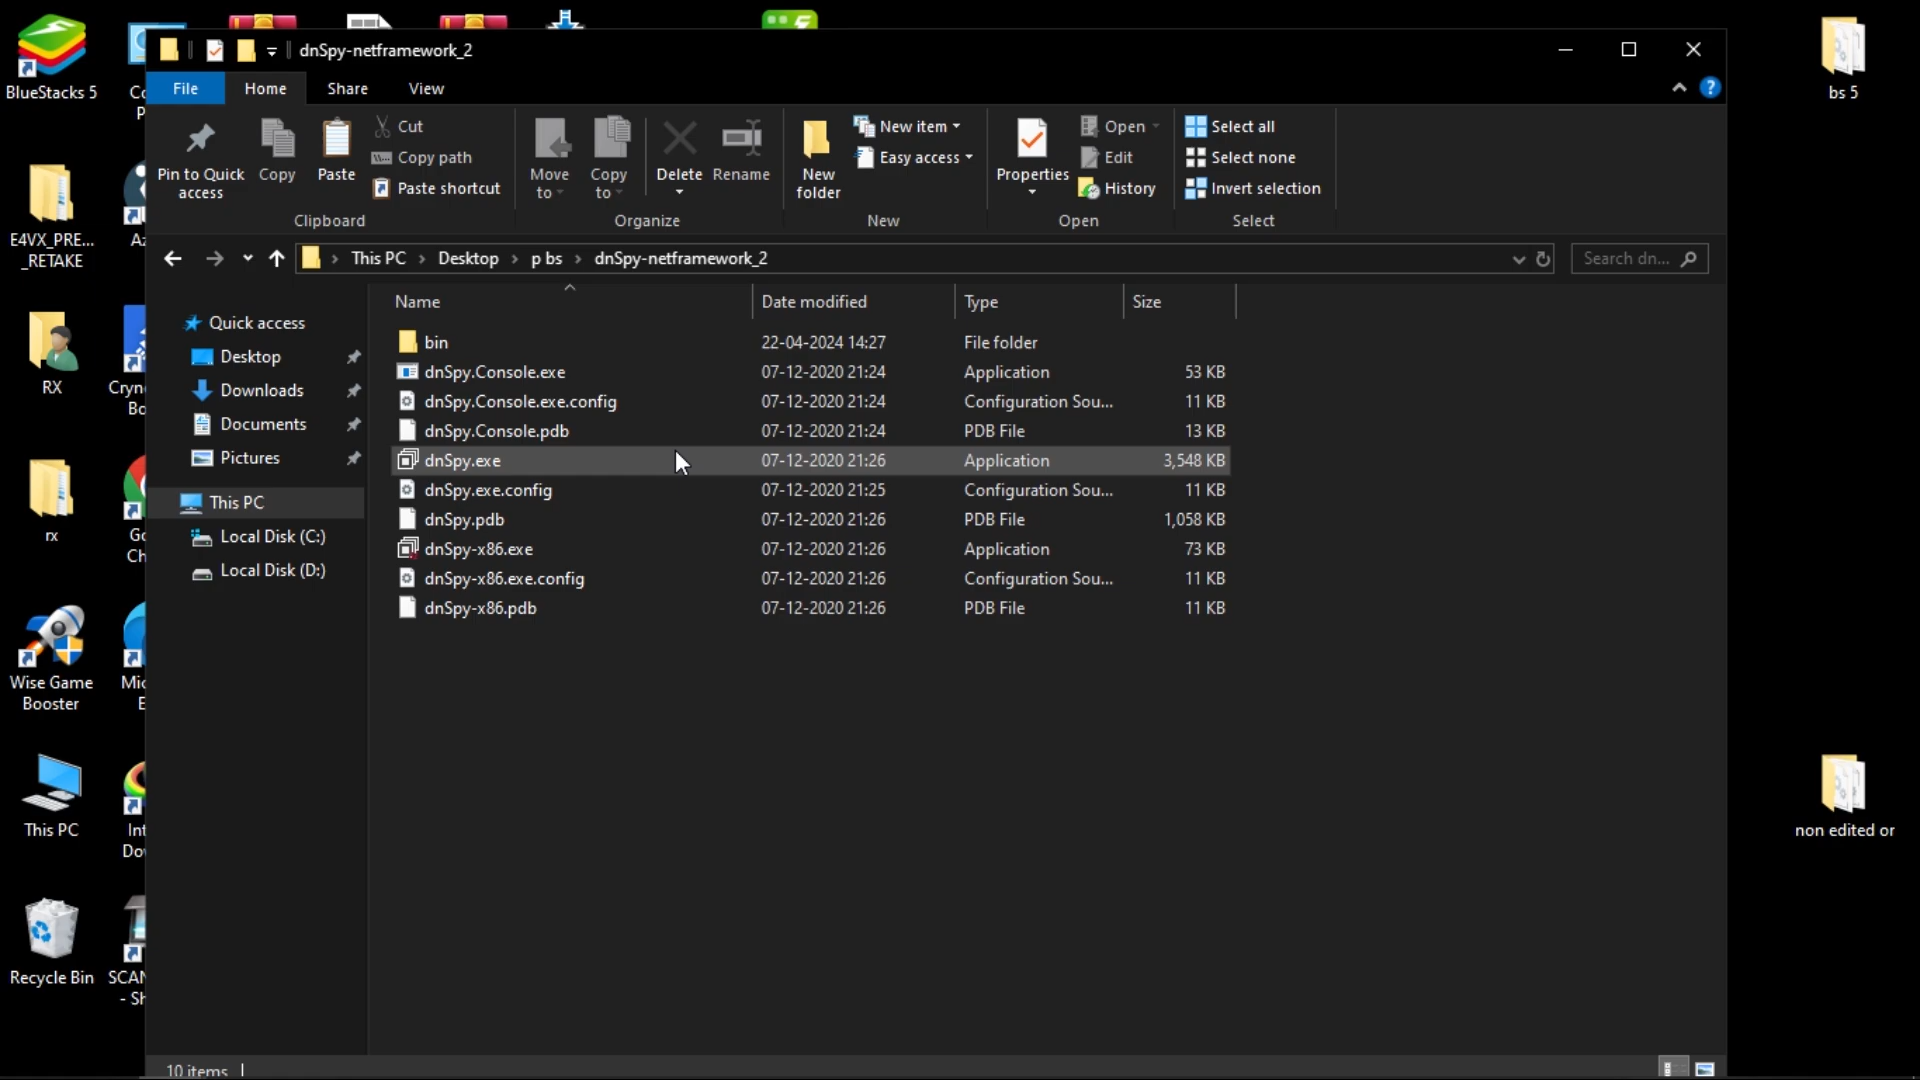 dnSpy-netframework_2
File Home Share View
Pin to Quick access
Copy
Paste
Cut
Copy path
Paste shortcut
Clipboard
Move to
Copy to
Delete
Rename
Organize
New folder
New item
Easy access
New
Properties
Open
Edit
History
Open
Select all
Select none
Invert selection
Select
This PC > Desktop > p bs > dnSpy-netframework_2
Search dn...
Quick access
Desktop
Downloads
Documents
Pictures
This PC
Local Disk (C:)
Local Disk (D:)
Name Date modified Type Size
bin 22-04-2024 14:27 File folder
dnSpy.Console.exe 07-12-2020 21:24 Application 53 KB
dnSpy.Console.exe.config 07-12-2020 21:24 Configuration Sou... 11 KB
dnSpy.Console.pdb 07-12-2020 21:24 PDB File 13 KB
dnSpy.exe 07-12-2020 21:26 Application 3,548 KB
dnSpy.exe.config 07-12-2020 21:25 Configuration Sou... 11 KB
dnSpy.pdb 07-12-2020 21:26 PDB File 1,058 KB
dnSpy-x86.exe 07-12-2020 21:26 Application 73 KB
dnSpy-x86.exe.config 07-12-2020 21:26 Configuration Sou... 11 KB
dnSpy-x86.pdb 07-12-2020 21:26 PDB File 11 KB
10 items
BlueStacks 5
E4VX_PRE...
_RETAKE
RX
rx
Wise Game
Booster
This PC
Recycle Bin
SCAN
- Sh
bs 5
non edited or